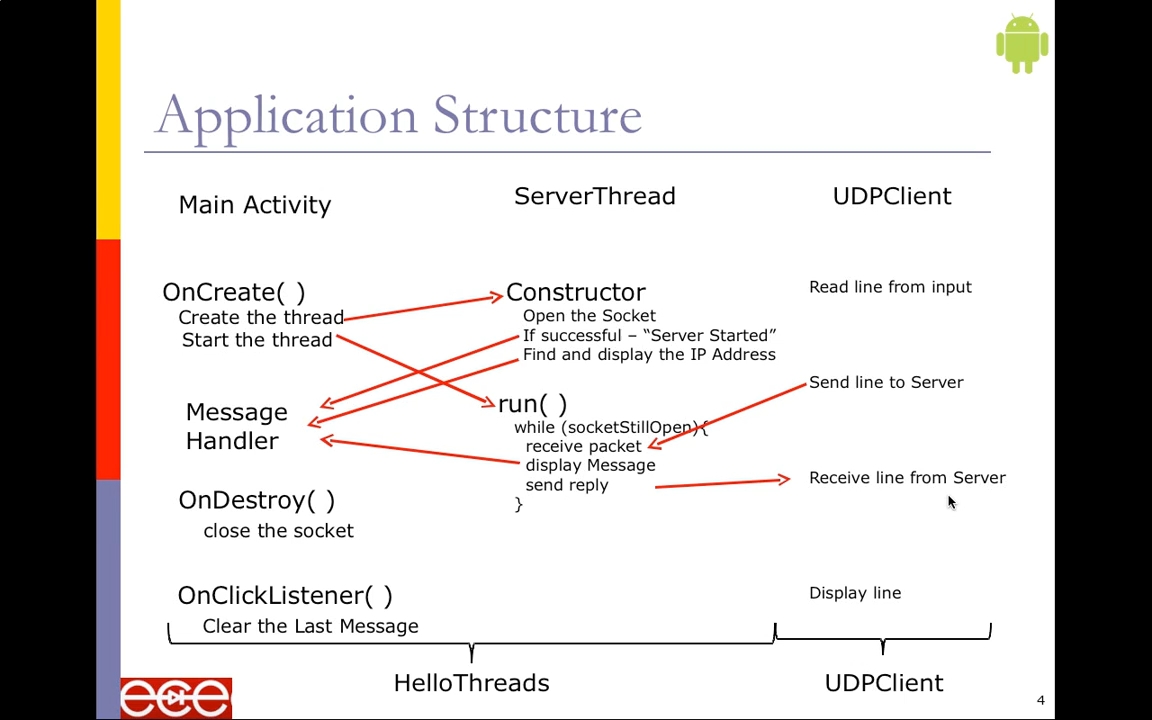 Application Structure
Main Activity
ServerThread
UDPClient
OnCreate( )
Create the thread
Start the thread
Message
Handler
OnDestroy( )
close the socket
OnClickListener( )
Clear the Last Message
Constructor
Open the Socket
If successful – “Server Started”
Find and display the IP Address
run( )
while (socketStillOpen){
receive packet
display Message
send reply
}
Read line from input
Send line to Server
Receive line from Server
Display line
HelloThreads
UDPClient
ece
4